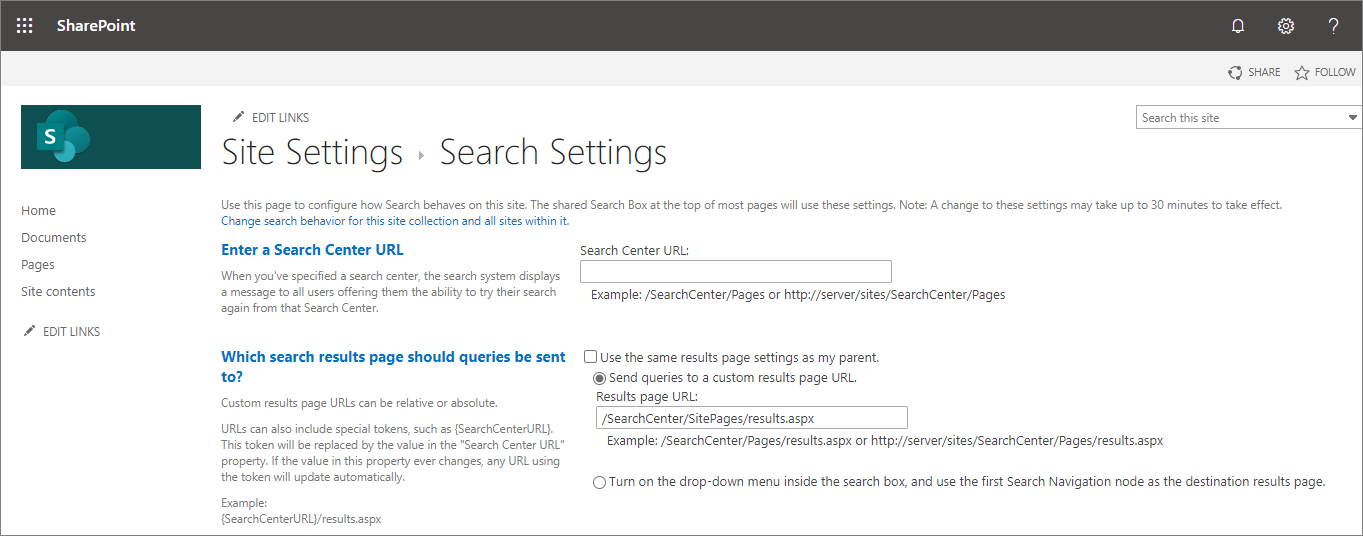 SharePoint
SHARE FOLLOW
S
EDIT LINKS
Search this site
Site Settings Search Settings
Home
Documents
Pages
Site contents
EDIT LINKS
Use this page to configure how Search behaves on this site. The shared Search Box at the top of most pages will use these settings. Note: A change to these settings may take up to 30 minutes to take effect.
Change search behavior for this site collection and all sites within it.
Enter a Search Center URL
When you've specified a search center, the search system displays
a message to all users offering them the ability to try their search
again from that Search Center.
Search Center URL:
Example: /SearchCenter/Pages or http://server/sites/SearchCenter/Pages
Which search results page should queries be sent
to?
Custom results page URLs can be relative or absolute.
URLs can also include special tokens, such as {SearchCenterURL}.
This token will be replaced by the value in the "Search Center URL"
property. If the value in this property ever changes, any URL using
the token will update automatically.
Example:
{SearchCenterURL}/results.aspx
Use the same results page settings as my parent.
Send queries to a custom results page URL.
Results page URL:
/SearchCenter/SitePages/results.aspx
Example: /SearchCenter/Pages/results.aspx or http://server/sites/SearchCenter/Pages/results.aspx
Turn on the drop-down menu inside the search box, and use the first Search Navigation node as the destination results page.